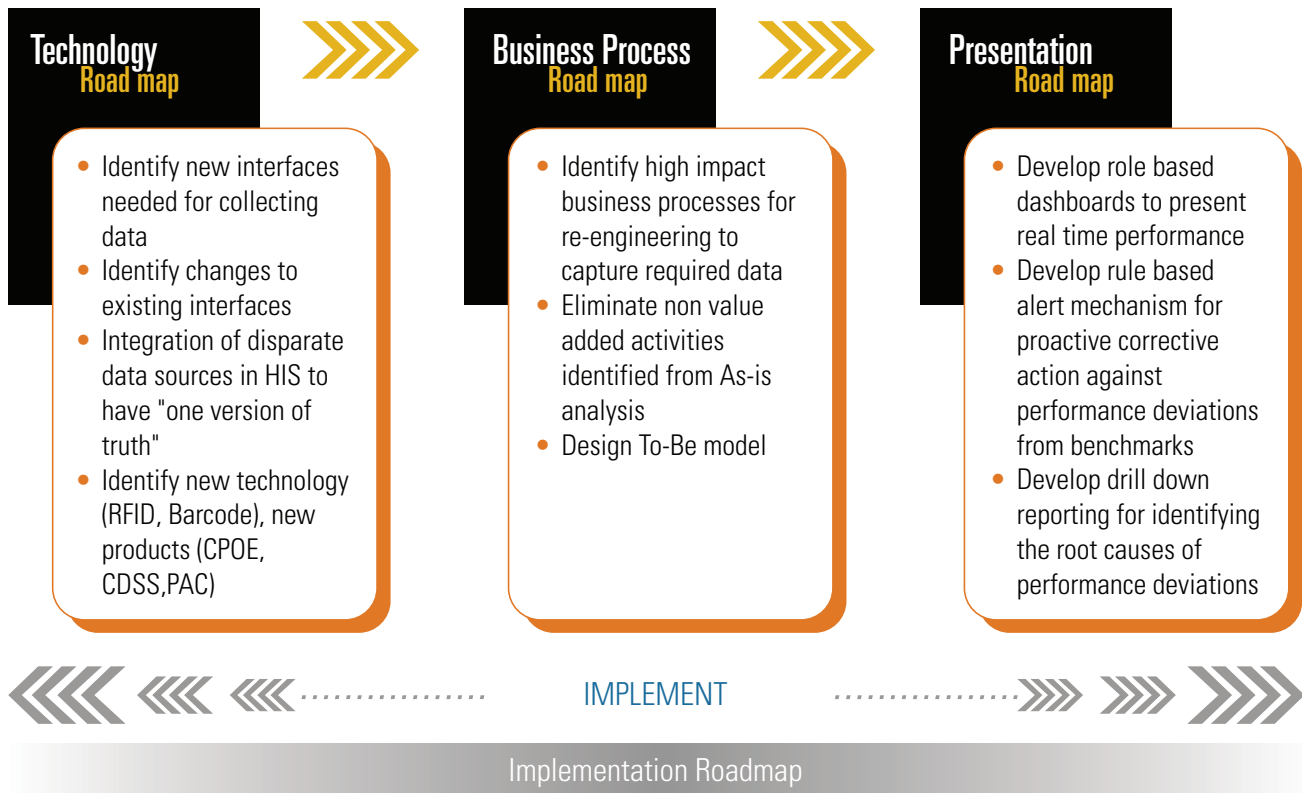 Technology
Road map
• Identify new interfaces
needed for collecting
data
• Identify changes to
existing interfaces
• Integration of disparate
data sources in HIS to
have "one version of
truth"
• Identify new technology
(RFID, Barcode), new
products (CPOE,
CDSS,PAC)
Business Process
Road map
• Identify high impact
business processes for
re-engineering to
capture required data
• Eliminate non value
added activities
identified from As-is
analysis
• Design To-Be model
Presentation
Road map
• Develop role based
dashboards to present
real time performance
• Develop rule based
alert mechanism for
proactive corrective
action against
performance deviations
from benchmarks
• Develop drill down
reporting for identifying
the root causes of
performance deviations
IMPLEMENT
Implementation Roadmap